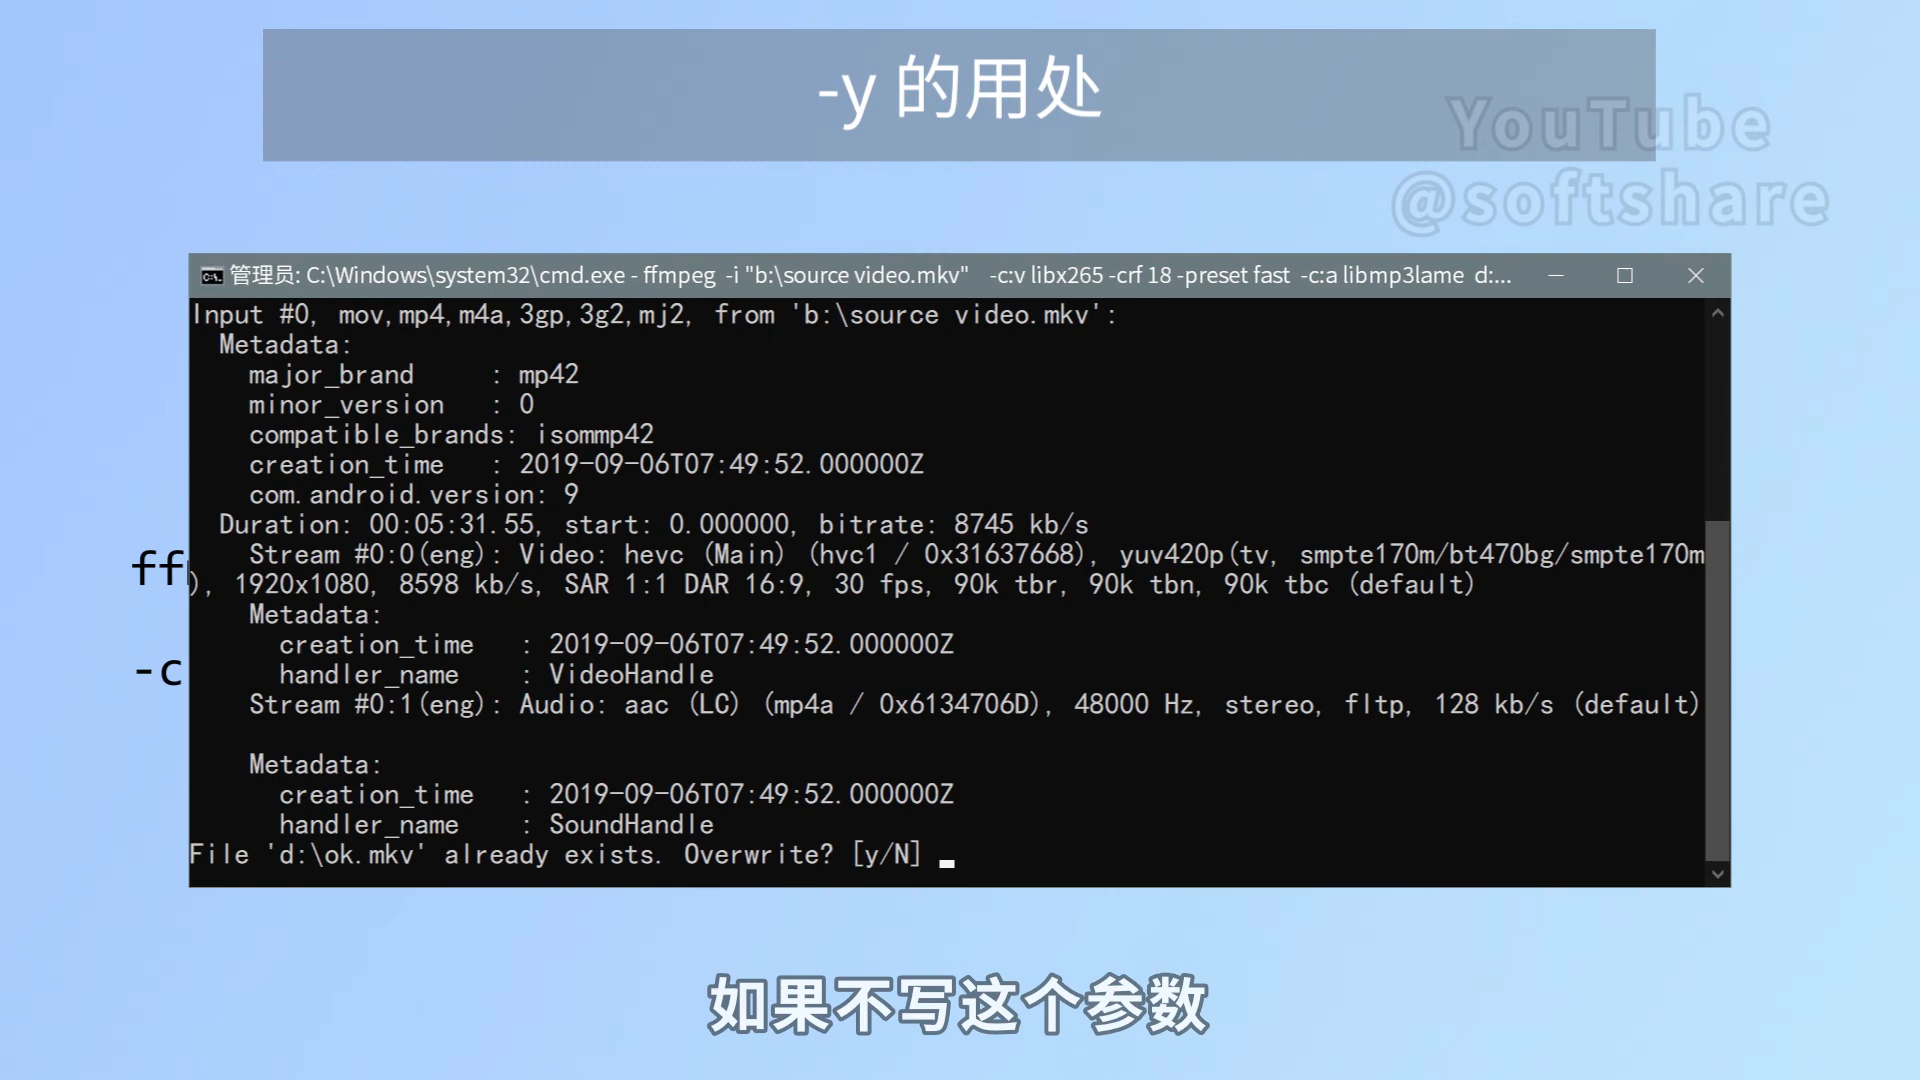 -y 的用处
YouTube
@softshare
管理员: C:\Windows\system32\cmd.exe - ffmpeg  -i "b:\source video.mkv"   -c:v libx265 -crf 18 -preset fast  -c:a libmp3lame  d:...
Input #0, mov,mp4,m4a,3gp,3g2,mj2, from 'b:\source video.mkv':
  Metadata:
    major_brand     : mp42
    minor_version   : 0
    compatible_brands: isommp42
    creation_time   : 2019-09-06T07:49:52.000000Z
    com.android.version: 9
  Duration: 00:05:31.55, start: 0.000000, bitrate: 8745 kb/s
    Stream #0:0(eng): Video: hevc (Main) (hvc1 / 0x31637668), yuv420p(tv, smpte170m/bt470bg/smpte170m
), 1920x1080, 8598 kb/s, SAR 1:1 DAR 16:9, 30 fps, 90k tbr, 90k tbn, 90k tbc (default)
    Metadata:
      creation_time   : 2019-09-06T07:49:52.000000Z
      handler_name    : VideoHandle
    Stream #0:1(eng): Audio: aac (LC) (mp4a / 0x6134706D), 48000 Hz, stereo, fltp, 128 kb/s (default)
    Metadata:
      creation_time   : 2019-09-06T07:49:52.000000Z
      handler_name    : SoundHandle
File 'd:\ok.mkv' already exists. Overwrite? [y/N]
ff
-c
如果不写这个参数